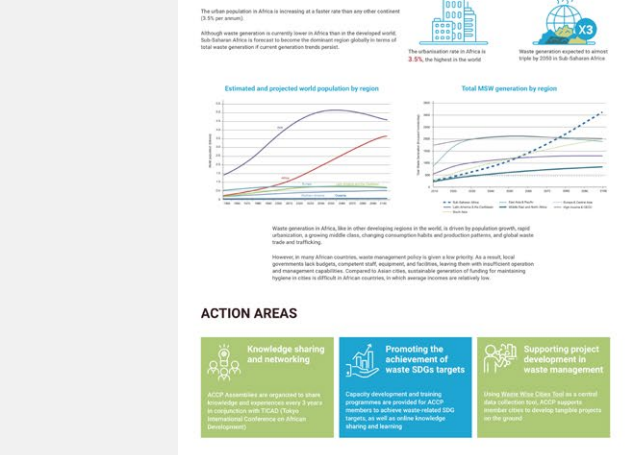 The urban population in Africa is increasing at a faster rate than any other continent
(3.5% per annum).
Although waste generation is currently lower in Africa than in the developed world,
Sub-Saharan Africa is forecast to become the dominant region globally in terms of
total waste generation if current generation trends persist.
The urbanisation rate in Africa is
3.5%, the highest in the world
X3
Waste generation expected to almost
triple by 2050 in Sub-Saharan Africa
Estimated and projected world population by region
Total MSW generation by region
Asia
Africa
Waste generation in Africa, like in other developing regions in the world, is driven by population growth, rapid
urbanization, a growing middle class, changing consumption habits and production patterns, and global waste
trade and trafficking.
However, in many African countries, waste management policy is given a low priority. As a result, local
governments lack budgets, competent staff, equipment, and facilities, leaving them with insufficient operation
and management capabilities. Compared to Asian cities, sustainable generation of funding for maintaining
hygiene in cities is difficult in African countries, in which average incomes are relatively low.
ACTION AREAS
Knowledge sharing
and networking
ACCP Assemblies are organized to share
knowledge and experiences every 3 years
in conjunction with TICAD (Tokyo
International Conference on African
Development)
Promoting the
achievement of
waste SDGs targets
Capacity development and training
programmes are provided for ACCP
members to achieve waste-related SDG
targets, as well as online knowledge
sharing and learning
Supporting project
development in
waste management
Using Waste Wise Cities Tool as a central
data collection tool, ACCP supports
member cities to develop tangible projects
on the ground